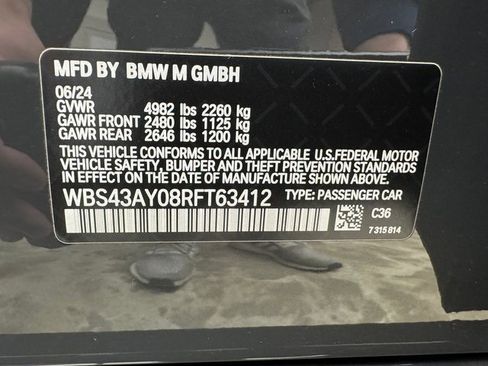 MFD BY BMW M GMBH
06/24
GVWR 4982 lbs 2260 kg
GAWR FRONT 2480 lbs 1125 kg
GAWR REAR 2646 lbs 1200 kg
THIS VEHICLE CONFORMS TO ALL APPLICABLE U.S. FEDERAL MOTOR
VEHICLE SAFETY, BUMPER AND THEFT PREVENTION STANDARDS
IN EFFECT ON THE DATE OF MANUFACTURE SHOWN ABOVE.
WBS43AY08RFT63412 TYPE: PASSENGER CAR
C36
7 315 814